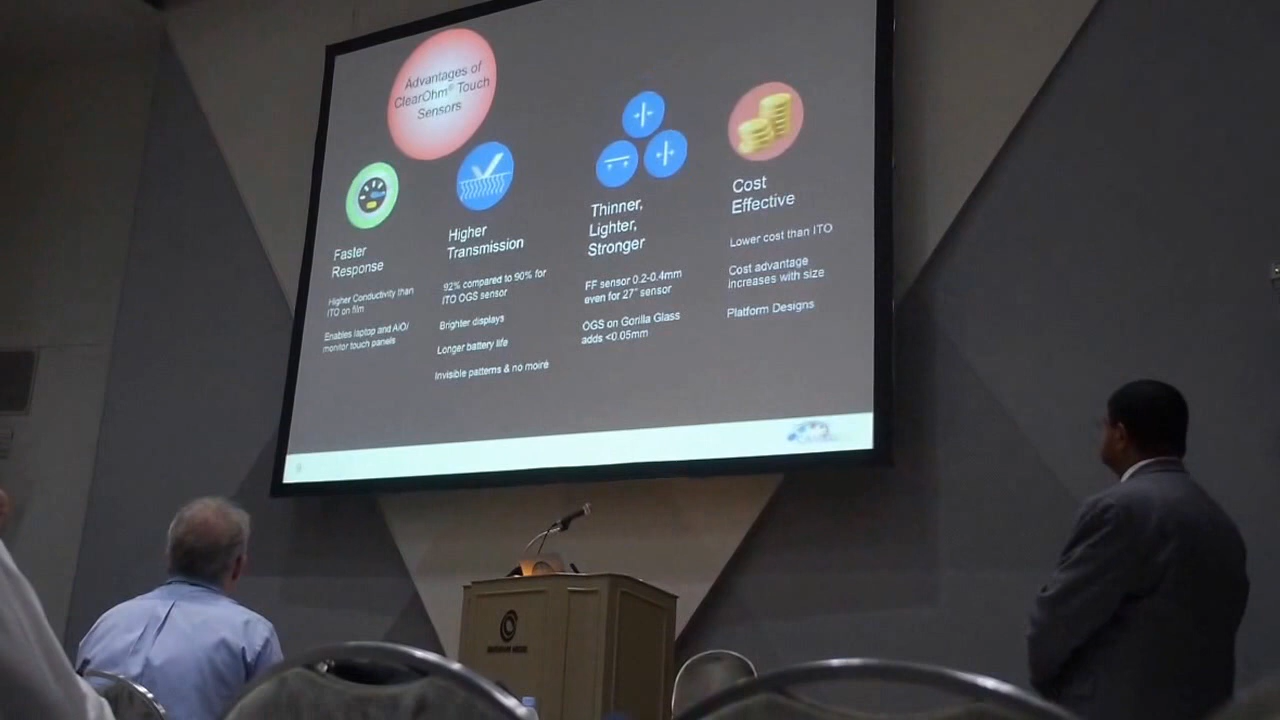 Advantages of
ClearOhm® Touch
Sensors
Faster
Response
Higher Conductivity than
ITO on film
Enables laptop and AiO/
monitor touch panels
Higher
Transmission
92% compared to 90% for
ITO OGS sensor
Brighter displays
Longer battery life
Invisible patterns & no moiré
Thinner,
Lighter,
Stronger
FF sensor 0.2-0.4mm
even for 27" sensor
OGS on Gorilla Glass
adds <0.05mm
Cost
Effective
Lower cost than ITO
Cost advantage
increases with size
Platform Designs